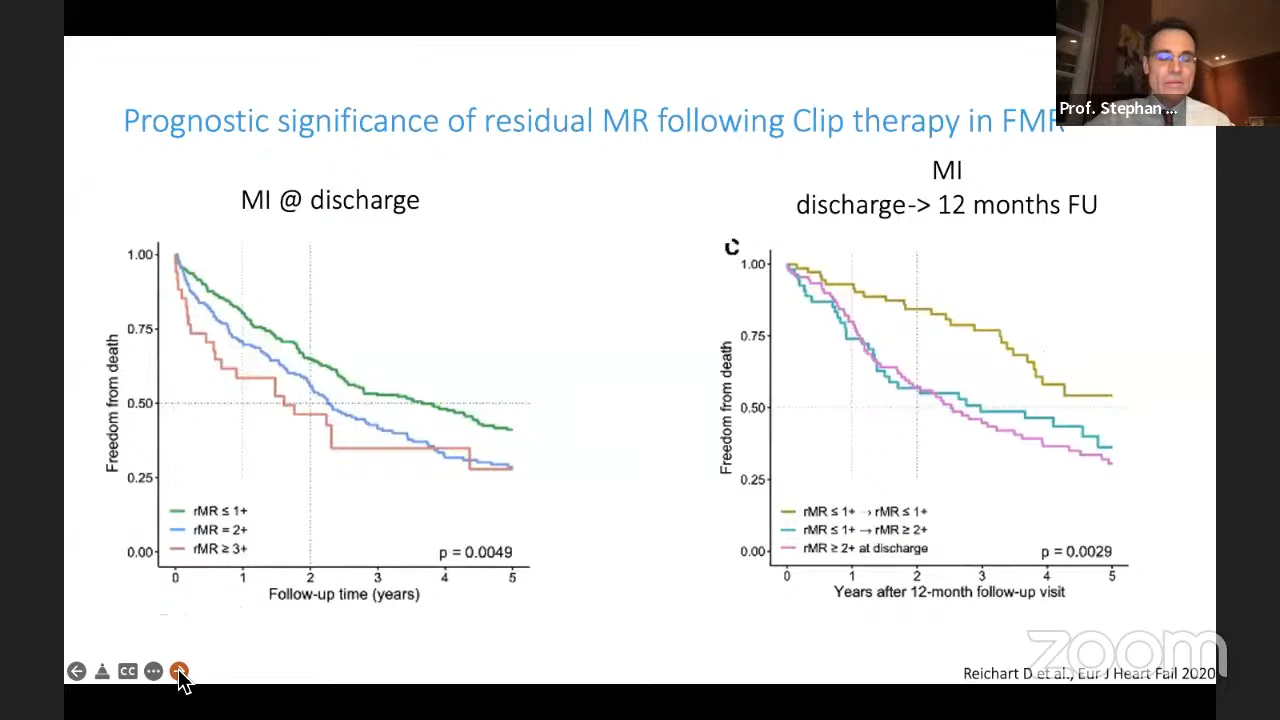 Prof. Stephan ...
Prognostic significance of residual MR following Clip therapy in FMR
MI @ discharge
MI
discharge-> 12 months FU
1.00
0.75
0.50
0.25
0.00
Freedom from death
rMR ≤ 1+
rMR = 2+
rMR ≥ 3+
p = 0.0049
0 1 2 3 4 5
Follow-up time (years)
C
1.00
0.75
0.50
0.25
0.00
Freedom from death
rMR ≤ 1+ → rMR ≤ 1+
rMR ≤ 1+ → rMR ≥ 2+
rMR ≥ 2+ at discharge
p = 0.0029
0 1 2 3 4 5
Years after 12-month follow-up visit
zoom
CC
Reichart D et al., Eur J Heart Fail 2020